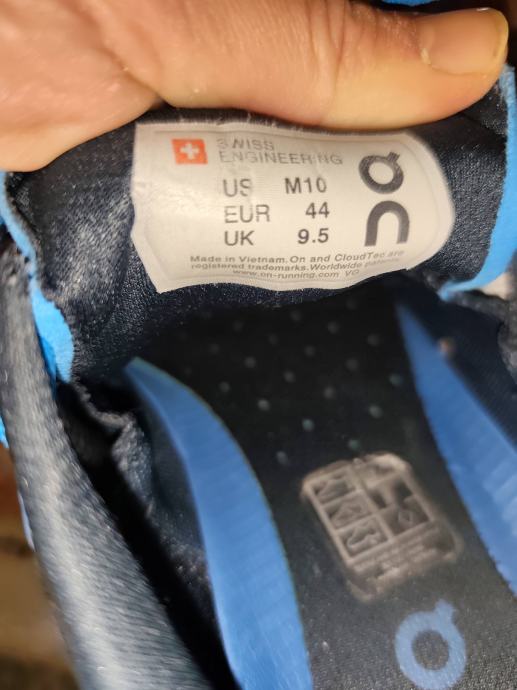 SWISS
ENGINEERING
US M10
EUR 44
UK 9.5
Made in Vietnam. On and CloudTec are
registered trademarks. Worldwide patents.
www.on-running.com VG